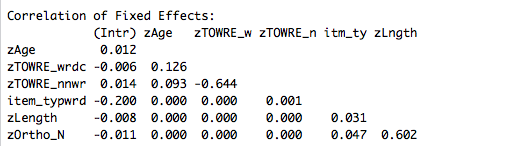 Correlation of Fixed Effects:
(Intr) zAge zTOWRE_w zTOWRE_n itm_ty zLngth
zAge 0.012
zTOWRE_wrdc -0.006 0.126
zTOWRE_nnwr 0.014 0.093 -0.644
item_typwrd -0.200 0.000 0.000 0.001
zLength -0.008 0.000 0.000 0.000 0.031
zOrtho_N -0.011 0.000 0.000 0.000 0.047 0.602